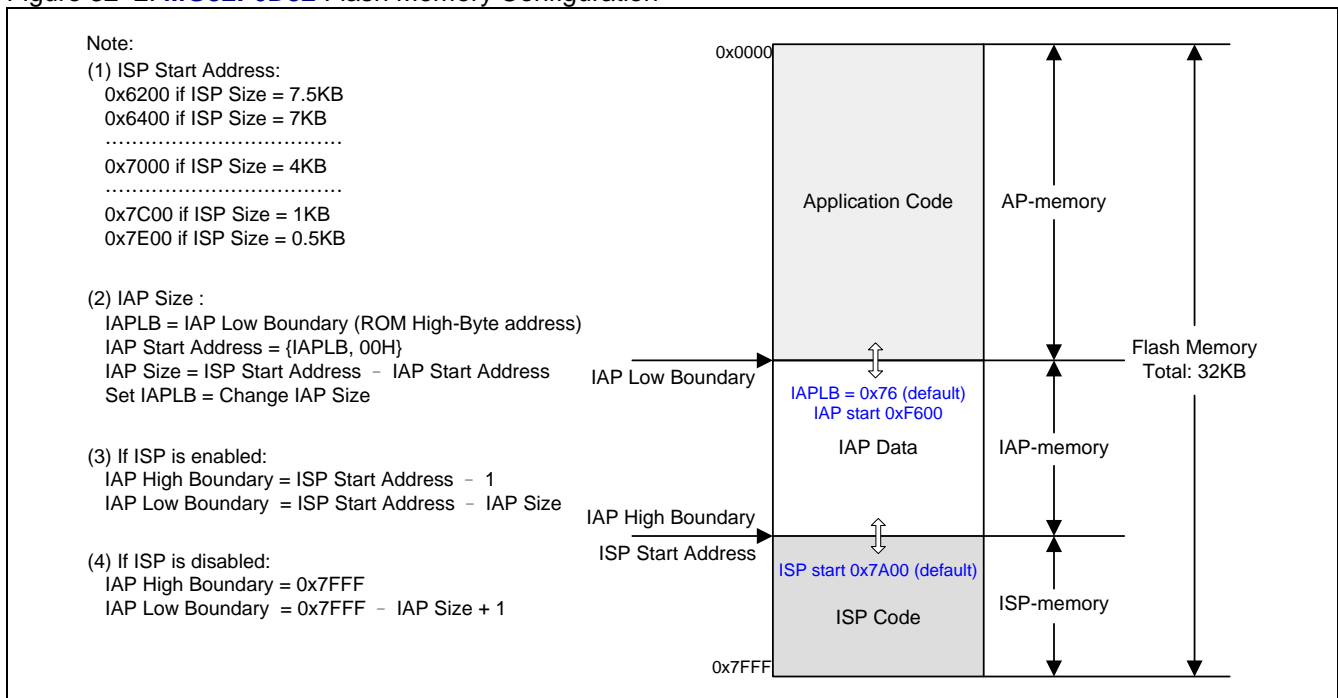 Note:
(1) ISP Start Address:
0x6200 if ISP Size = 7.5KB
0x6400 if ISP Size = 7KB
....................................
0x7000 if ISP Size = 4KB
....................................
0x7C00 if ISP Size = 1KB
0x7E00 if ISP Size = 0.5KB
(2) IAP Size :
IAPLB = IAP Low Boundary (ROM High-Byte address)
IAP Start Address = {IAPLB, 00H}
IAP Size = ISP Start Address – IAP Start Address
Set IAPLB = Change IAP Size
(3) If ISP is enabled:
IAP High Boundary = ISP Start Address – 1
IAP Low Boundary = ISP Start Address – IAP Size
(4) If ISP is disabled:
IAP High Boundary = 0x7FFF
IAP Low Boundary = 0x7FFF – IAP Size + 1
0x0000
Application Code
AP-memory
IAP Low Boundary
IAPLB = 0x76 (default)
IAP start 0xF600
IAP Data
IAP-memory
Flash Memory
Total: 32KB
IAP High Boundary
ISP Start Address
ISP start 0x7A00 (default)
ISP Code
ISP-memory
0x7FFF